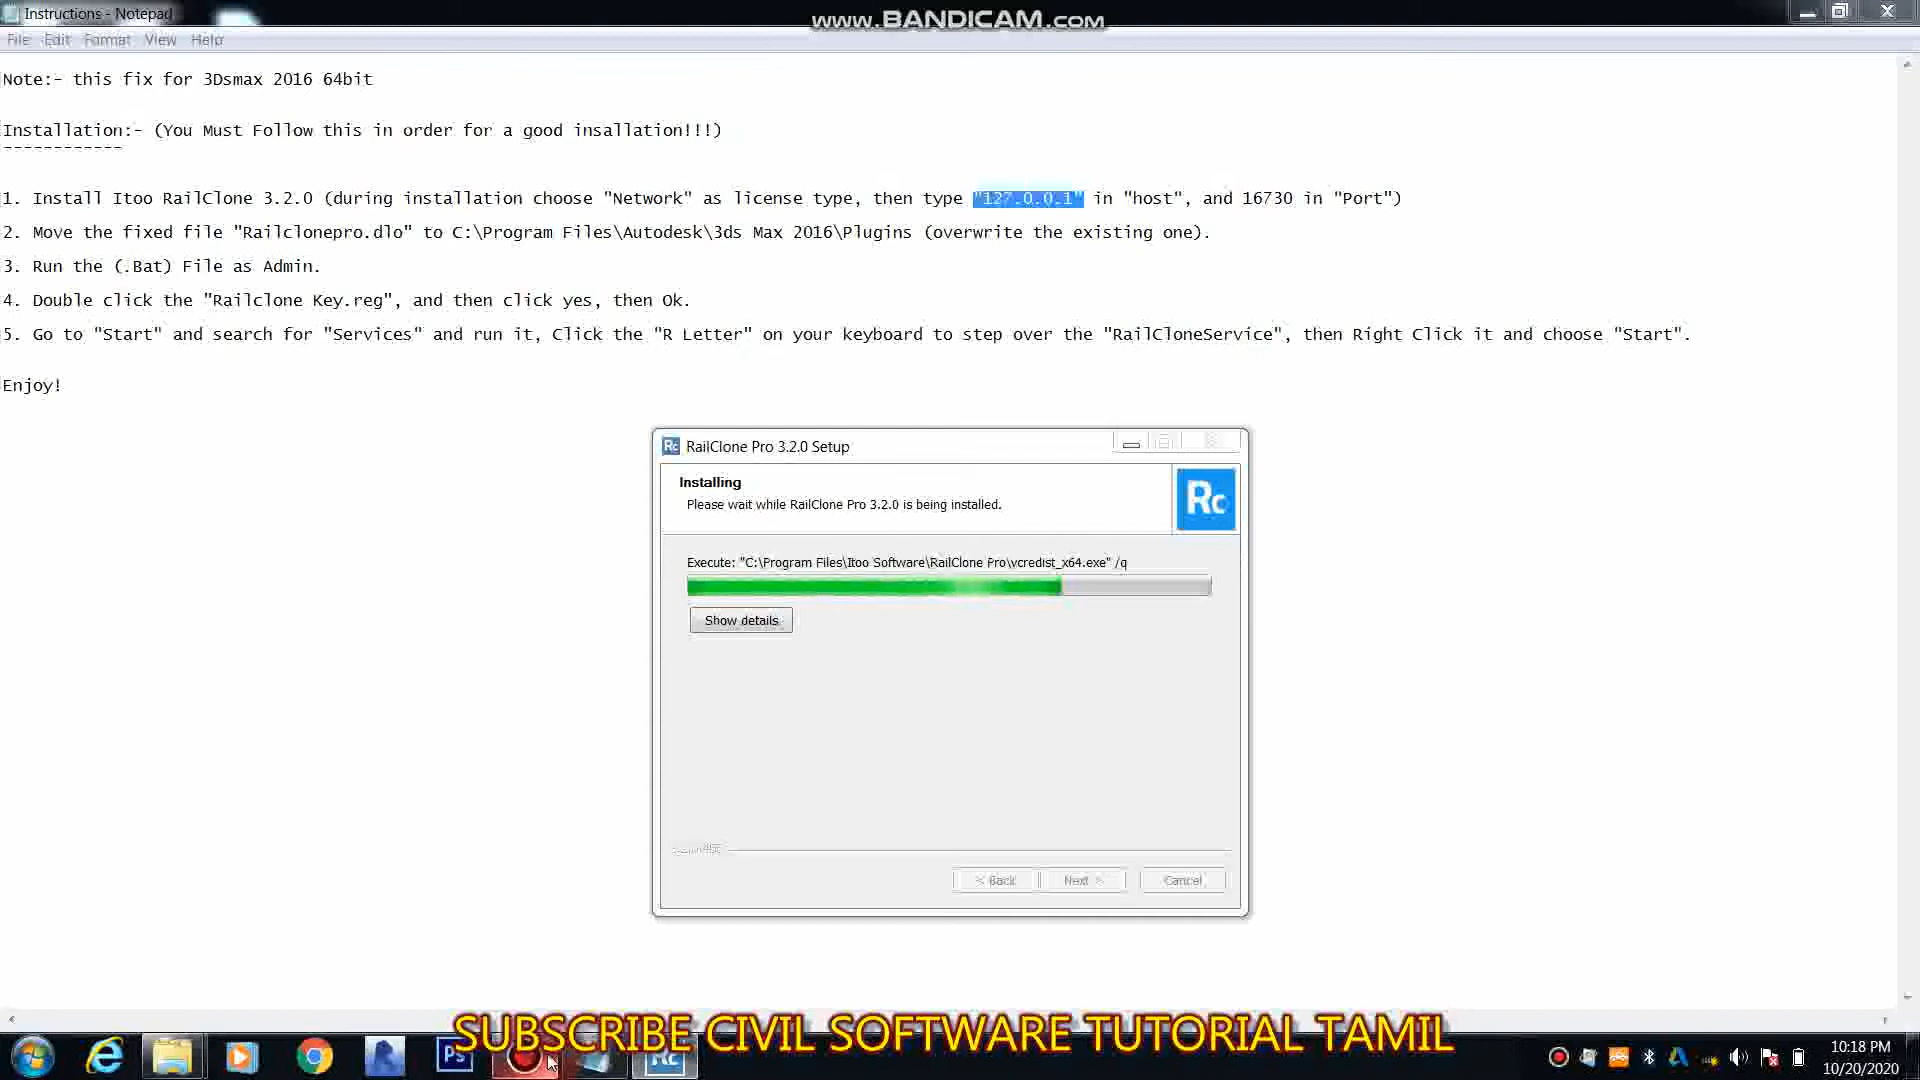 Instructions - Notepad
www.BANDICAM.com
File Edit Format View Help
Note:- this fix for 3Dsmax 2016 64bit
Installation:- (You Must Follow this in order for a good insallation!!!)
------------
1. Install Itoo RailClone 3.2.0 (during installation choose "Network" as license type, then type "127.0.0.1" in "host", and 16730 in "Port")
2. Move the fixed file "Railclonepro.dlo" to C:\Program Files\Autodesk\3ds Max 2016\Plugins (overwrite the existing one).
3. Run the (.Bat) File as Admin.
4. Double click the "Railclone Key.reg", and then click yes, then Ok.
5. Go to "Start" and search for "Services" and run it, Click the "R Letter" on your keyboard to step over the "RailCloneService", then Right Click it and choose "Start".
Enjoy!
Rc RailClone Pro 3.2.0 Setup
Installing
Please wait while RailClone Pro 3.2.0 is being installed.
Rc
Execute: "C:\Program Files\Itoo Software\RailClone Pro\vcredist_x64.exe" /q
Show details
< Back Next > Cancel
SUBSCRIBE CIVIL SOFTWARE TUTORIAL TAMIL
Ps
Rc
10:18 PM
10/20/2020